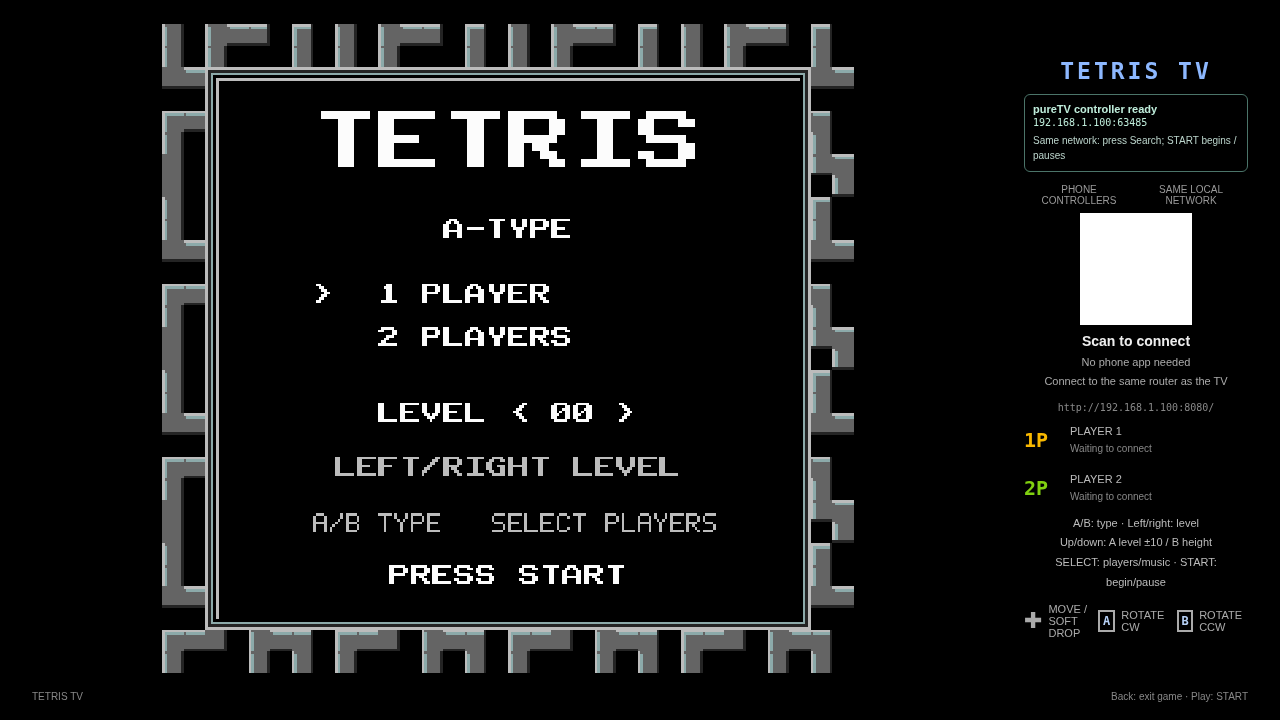 TETRIS
A-TYPE
> 1 PLAYER
2 PLAYERS
LEVEL < 00 >
LEFT/RIGHT LEVEL
A/B TYPE SELECT PLAYERS
PRESS START
TETRIS TV
pureTV controller ready
192.168.1.100:63485
Same network: press Search; START begins /
pauses
PHONE
CONTROLLERS
SAME LOCAL
NETWORK
Scan to connect
No phone app needed
Connect to the same router as the TV
http://192.168.1.100:8080/
1P PLAYER 1
Waiting to connect
2P PLAYER 2
Waiting to connect
A/B: type · Left/right: level
Up/down: A level ±10 / B height
SELECT: players/music · START:
begin/pause
MOVE /
SOFT
DROP
A ROTATE
CW
B ROTATE
CCW
TETRIS TV
Back: exit game · Play: START